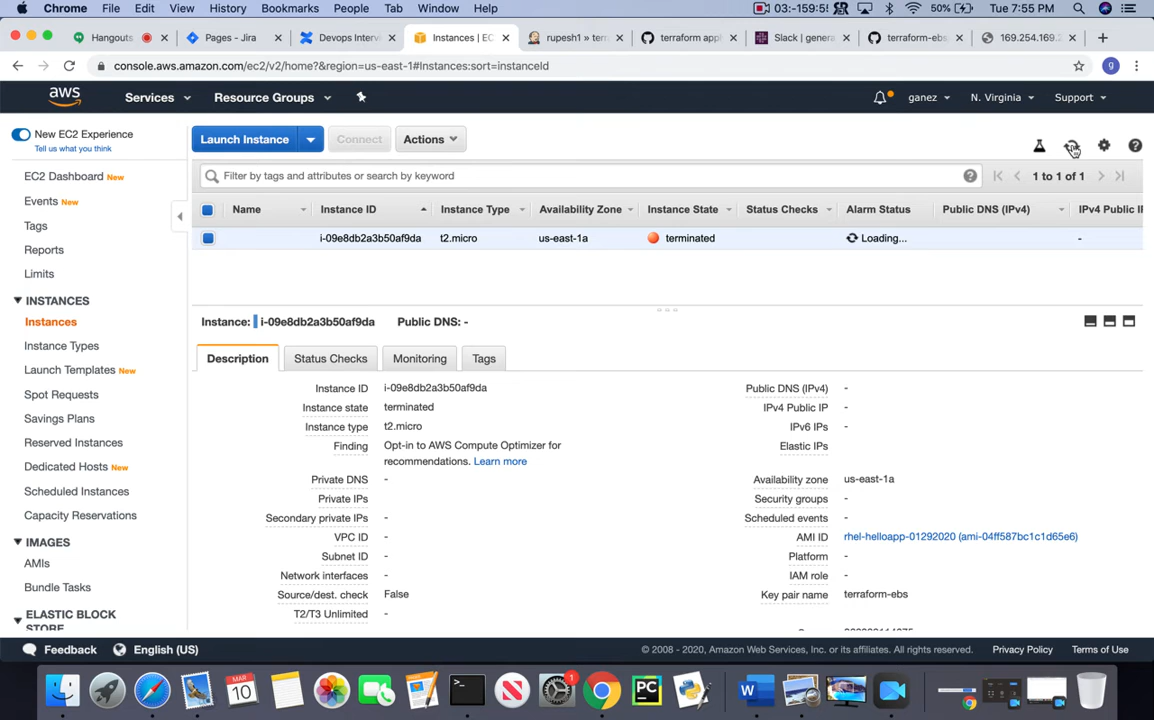 Chrome File Edit View History Bookmarks People Tab Window Help 03:-159:55 50% Tue 7:55 PM
Hangouts Pages - Jira Devops Intervi Instances | EC rupesh1 » terr terraform appl Slack | genera terraform-ebs 169.254.169.
console.aws.amazon.com/ec2/v2/home?&region=us-east-1#Instances:sort=instanceId g
aws Services Resource Groups ganez N. Virginia Support
New EC2 Experience
Tell us what you think
Launch Instance Connect Actions
Filter by tags and attributes or search by keyword 1 to 1 of 1
Name Instance ID Instance Type Availability Zone Instance State Status Checks Alarm Status Public DNS (IPv4) IPv4 Public IP
i-09e8db2a3b50af9da t2.micro us-east-1a terminated Loading... -
EC2 Dashboard New
Events New
Tags
Reports
Limits
INSTANCES
Instances
Instance Types
Launch Templates New
Spot Requests
Savings Plans
Reserved Instances
Dedicated Hosts New
Scheduled Instances
Capacity Reservations
IMAGES
AMIs
Bundle Tasks
ELASTIC BLOCK
STORE
Instance: i-09e8db2a3b50af9da Public DNS: -
Description Status Checks Monitoring Tags
Instance ID i-09e8db2a3b50af9da
Instance state terminated
Instance type t2.micro
Finding Opt-in to AWS Compute Optimizer for
recommendations. Learn more
Private DNS -
Private IPs -
Secondary private IPs -
VPC ID -
Subnet ID -
Network interfaces -
Source/dest. check False
T2/T3 Unlimited -
Public DNS (IPv4) -
IPv4 Public IP -
IPv6 IPs -
Elastic IPs
Availability zone us-east-1a
Security groups -
Scheduled events -
AMI ID rhel-helloapp-01292020 (ami-04ff587bc1c1d65e6)
Platform -
IAM role -
Key pair name terraform-ebs
Feedback English (US) © 2008 - 2020, Amazon Web Services, Inc. or its affiliates. All rights reserved. Privacy Policy Terms of Use
MAR
10
1
PC
W